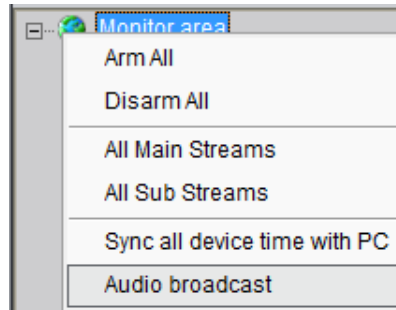 Monitor area
Arm All
Disarm All
All Main Streams
All Sub Streams
Sync all device time with PC
Audio broadcast